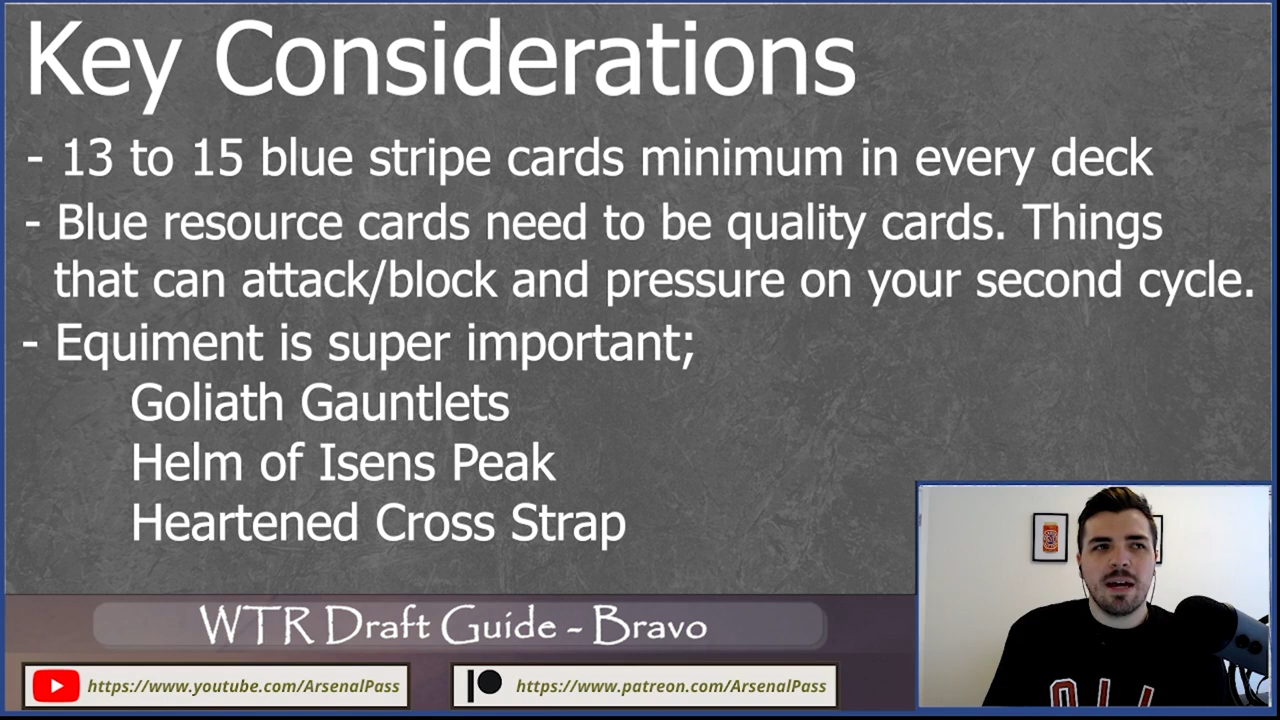 Key Considerations
- 13 to 15 blue stripe cards minimum in every deck
- Blue resource cards need to be quality cards. Things
that can attack/block and pressure on your second cycle.
- Equiment is super important;
Goliath Gauntlets
Helm of Isens Peak
Heartened Cross Strap
WTR Draft Guide - Bravo
https://www.youtube.com/ArsenalPass
https://www.patreon.com/ArsenalPass